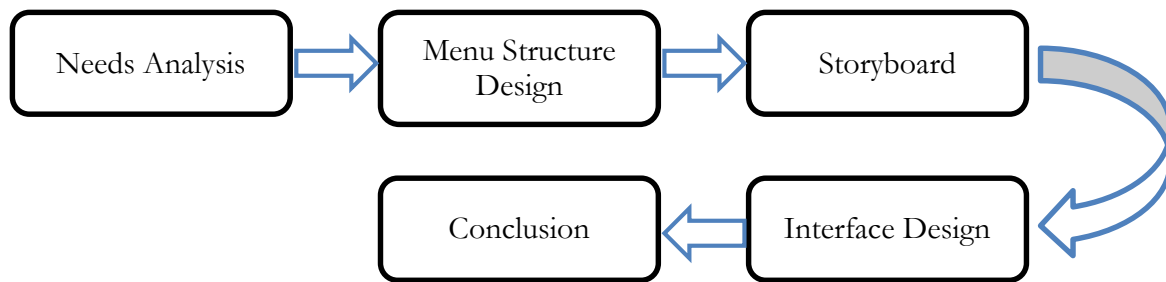 Needs Analysis
Menu Structure
Design
Storyboard
Interface Design
Conclusion